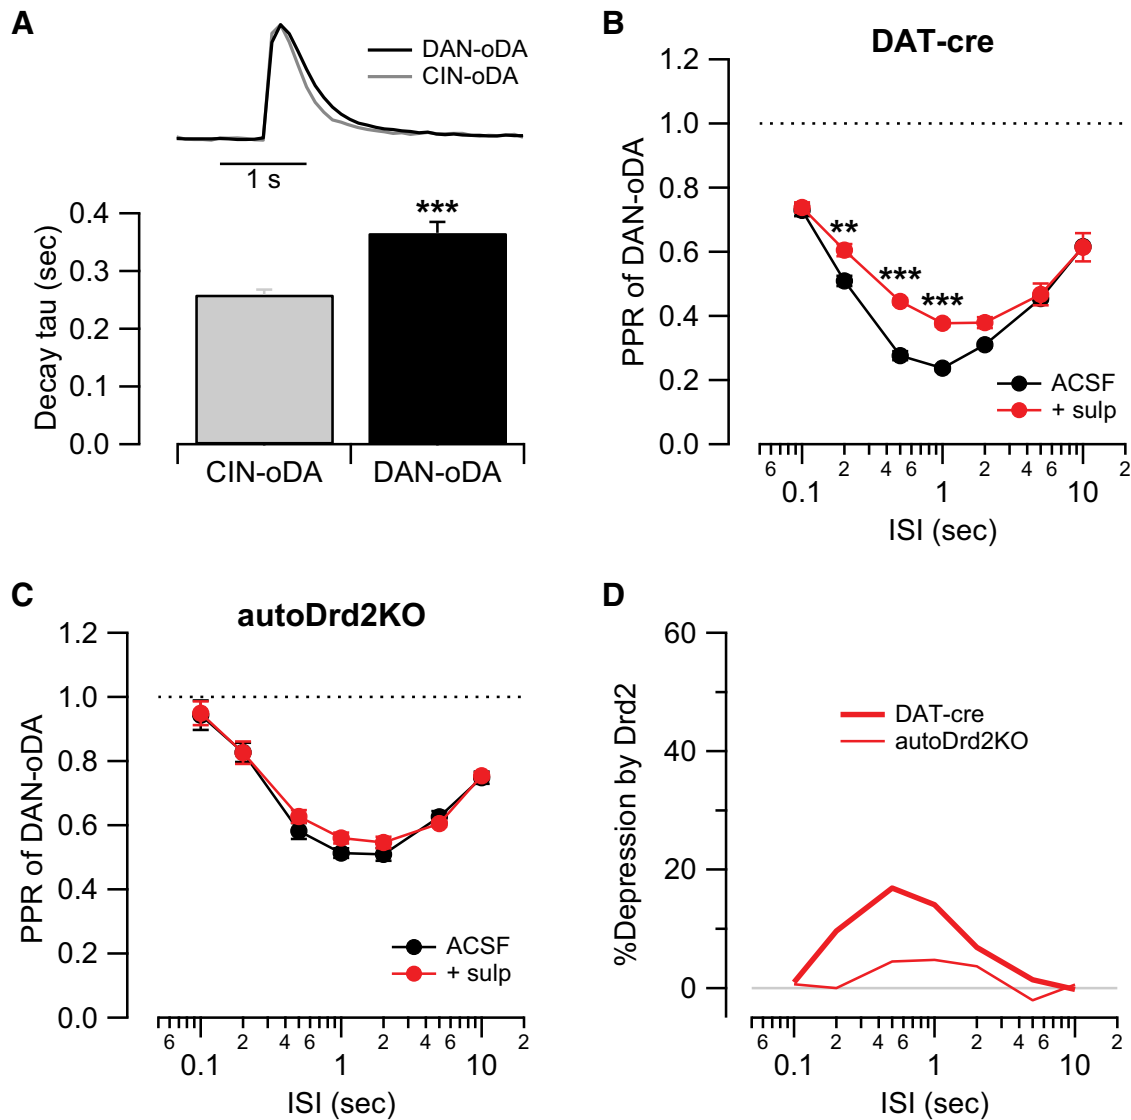 A
DAN-oDA
CIN-oDA
1 s
Decay tau (sec)
0.4
0.3
0.2
0.1
0.0
***
CIN-oDA
DAN-oDA
B
DAT-cre
PPR of DAN-oDA
1.2
1.0
0.8
0.6
0.4
0.2
0.0
**
***
***
ACSF
+ sulp
6 2 4 6 2 4 6 2
0.1 1 10
ISI (sec)
C
autoDrd2KO
PPR of DAN-oDA
1.2
1.0
0.8
0.6
0.4
0.2
0.0
ACSF
+ sulp
6 2 4 6 2 4 6 2
0.1 1 10
ISI (sec)
D
%Depression by Drd2
60
40
20
0
DAT-cre
autoDrd2KO
6 2 4 6 2 4 6 2
0.1 1 10
ISI (sec)